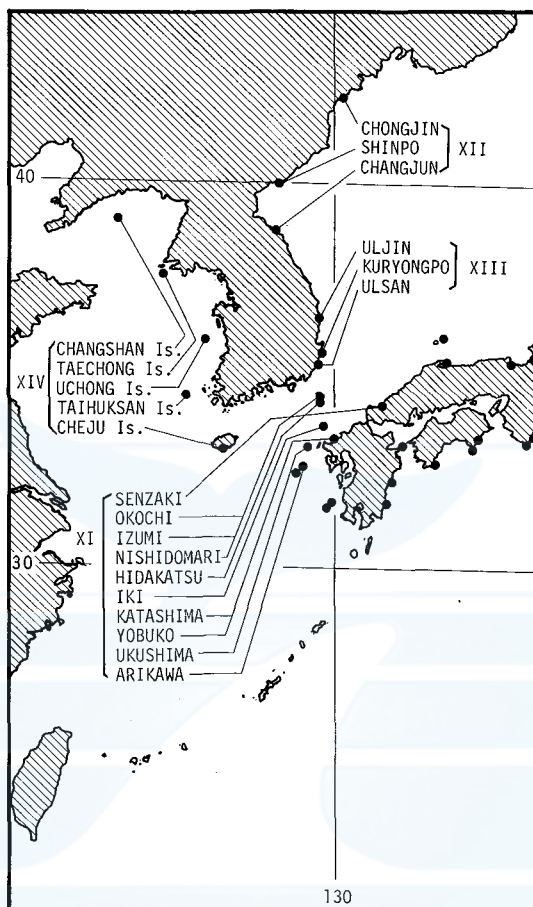 CHONGJIN
SHINPO
XII
CHANGJUN
40
ULJIN
KURYONGPO
XIII
ULSAN
CHANGSHAN Is.
TAECHONG Is.
XIV
UCHONG Is.
TAIHUKSAN Is.
CHEJU Is.
SENZAKI
OKOCHI
XI
IZUMI
NISHIDOMARI
30
HIDAKATSU
IKI
KATASHIMA
YOBUKO
UKUSHIMA
ARIKAWA
130